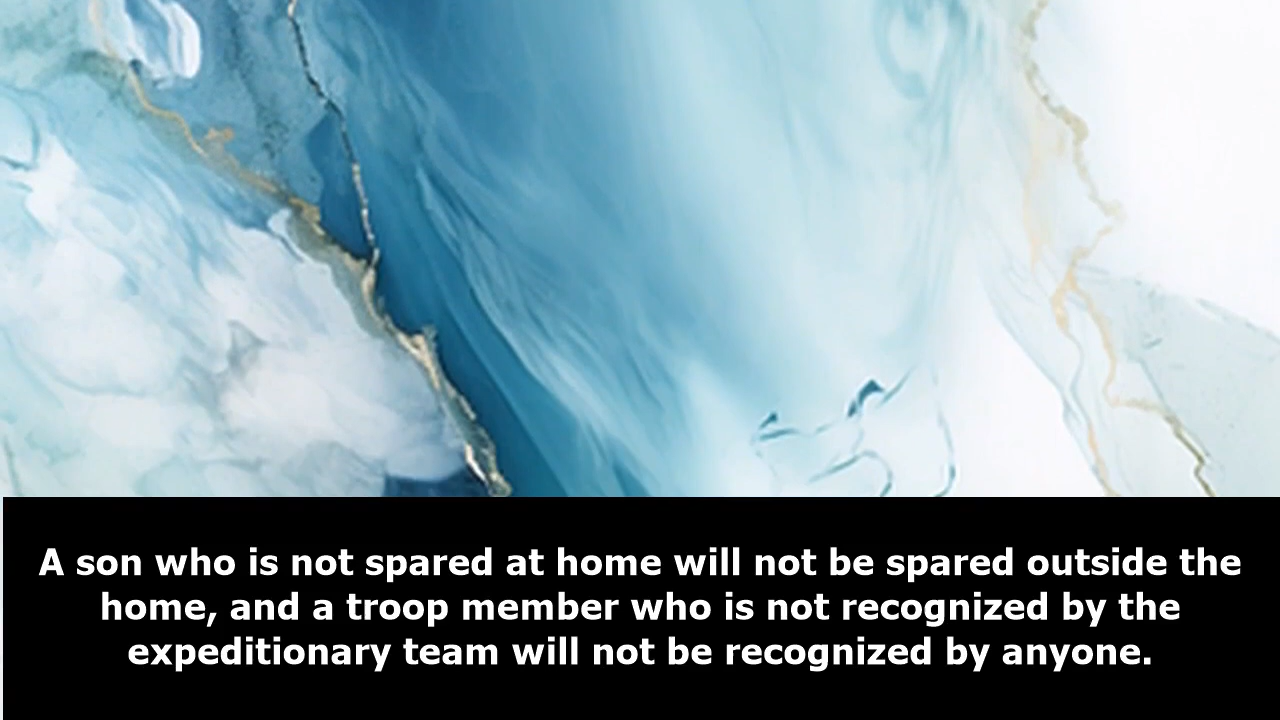 A son who is not spared at home will not be spared outside the
home, and a troop member who is not recognized by the
expeditionary team will not be recognized by anyone.